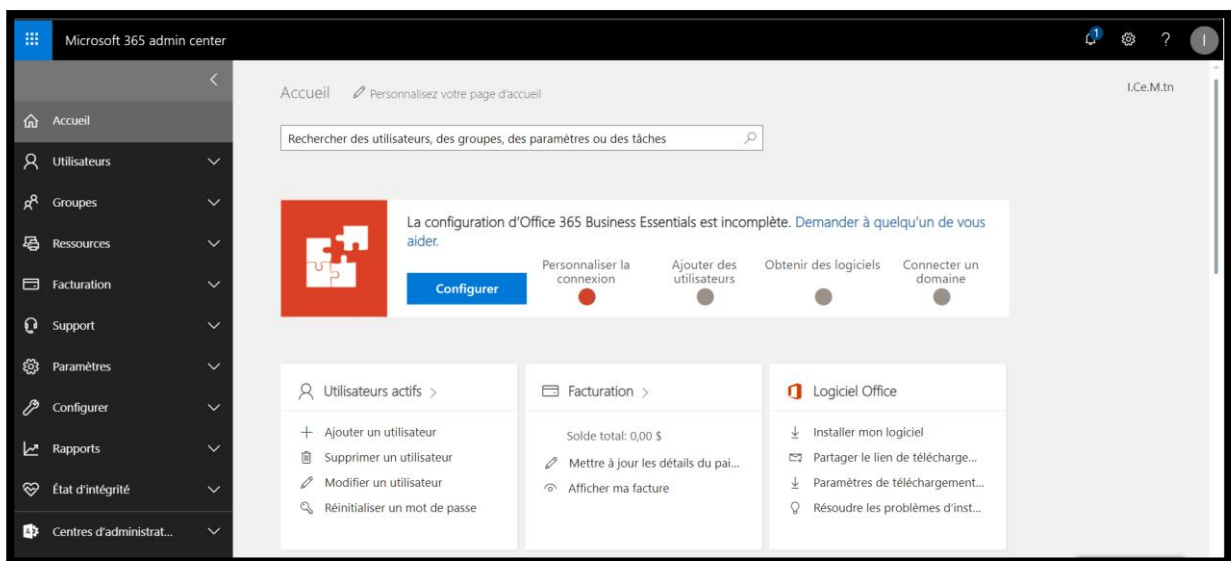 Microsoft 365 admin center
1
?
I
Accueil
Utilisateurs
Groupes
Ressources
Facturation
Support
Paramètres
Configurer
Rapports
État d'intégrité
Centres d'administrat...
Accueil
Personnalisez votre page d'accueil
I.Ce.M.tn
Rechercher des utilisateurs, des groupes, des paramètres ou des tâches
La configuration d'Office 365 Business Essentials est incomplète. Demander à quelqu'un de vous
aider.
Configurer
Personnaliser la
connexion
Ajouter des
utilisateurs
Obtenir des logiciels
Connecter un
domaine
Utilisateurs actifs >
Ajouter un utilisateur
Supprimer un utilisateur
Modifier un utilisateur
Réinitialiser un mot de passe
Facturation >
Solde total: 0,00 $
Mettre à jour les détails du pai...
Afficher ma facture
Logiciel Office
Installer mon logiciel
Partager le lien de télécharge...
Paramètres de téléchargement...
Résoudre les problèmes d'inst...